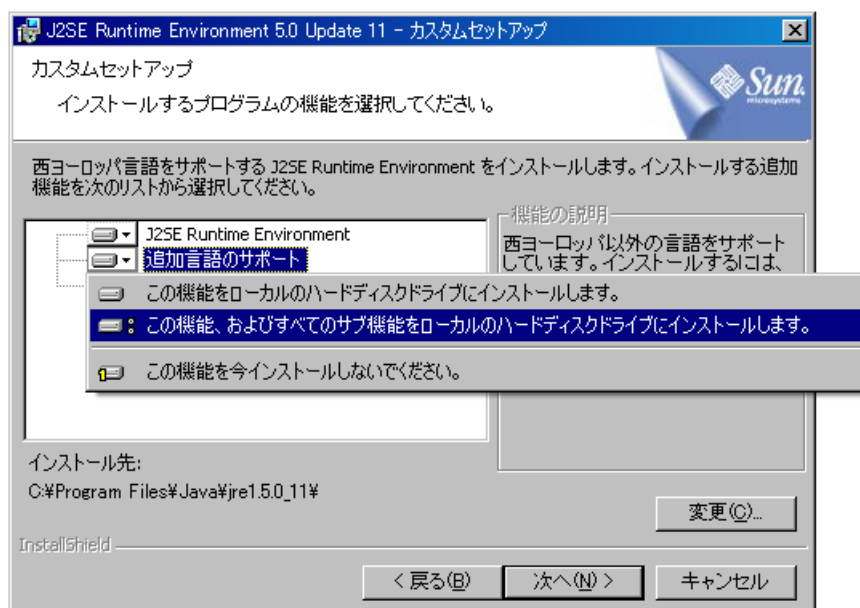 J2SE Runtime Environment 5.0 Update 11 - カスタムセットアップ
カスタムセットアップ
インストールするプログラムの機能を選択してください。
Sun
microsystems
西ヨーロッパ言語をサポートする J2SE Runtime Environment をインストールします。インストールする追加
機能を次のリストから選択してください。
J2SE Runtime Environment
追加言語のサポート
機能の説明
西ヨーロッパ以外の言語をサポート
しています。インストールするには、
この機能をローカルのハードディスクドライブにインストールします。
この機能、およびすべてのサブ機能をローカルのハードディスクドライブにインストールします。
この機能を今インストールしないでください。
インストール先:
C:¥Program Files¥Java¥jre1.5.0_11¥
変更(C)...
InstallShield
< 戻る(B)
次へ(N) >
キャンセル